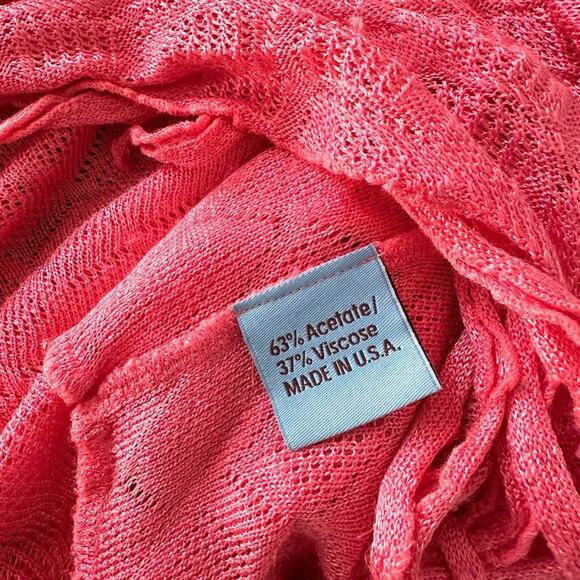 63% Acetate/
37% Viscose
MADE IN U.S.A.